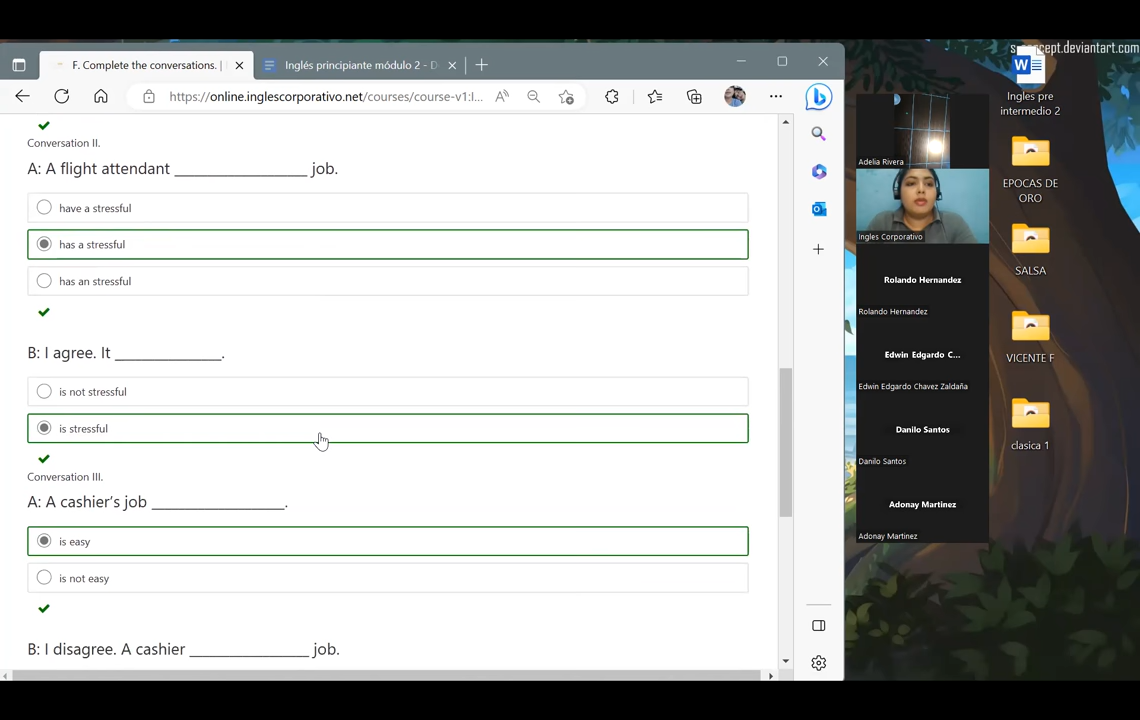 s-concept.deviantart.com
F. Complete the conversations. |
Inglés principiante módulo 2 - D
https://online.inglescorporativo.net/courses/course-v1:I...
Conversation II.
A: A flight attendant _________________ job.
have a stressful
has a stressful
has an stressful
B: I agree. It ______________.
is not stressful
is stressful
Conversation III.
A: A cashier’s job _________________.
is easy
is not easy
B: I disagree. A cashier _______________ job.
Adelia Rivera
Ingles Corporativo
Rolando Hernandez
Rolando Hernandez
Edwin Edgardo C...
Edwin Edgardo Chavez Zaldaña
Danilo Santos
Danilo Santos
Adonay Martinez
Adonay Martinez
Ingles pre
intermedio 2
EPOCAS DE
ORO
SALSA
VICENTE F
clasica 1